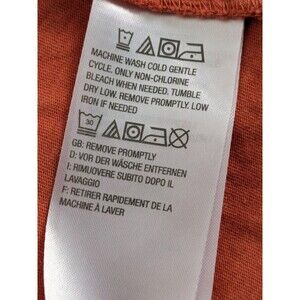 MACHINE WASH COLD GENTLE
CYCLE. ONLY NON-CHLORINE
BLEACH WHEN NEEDED. TUMBLE
DRY LOW. REMOVE PROMPTLY. LOW
IRON IF NEEDED
30
GB: REMOVE PROMPTLY
D: VOR DER WÄSCHE ENTFERNEN
I: RIMUOVERE SUBITO DOPO IL
LAVAGGIO
F: RETIRER RAPIDEMENT DE LA
MACHINE À LAVER